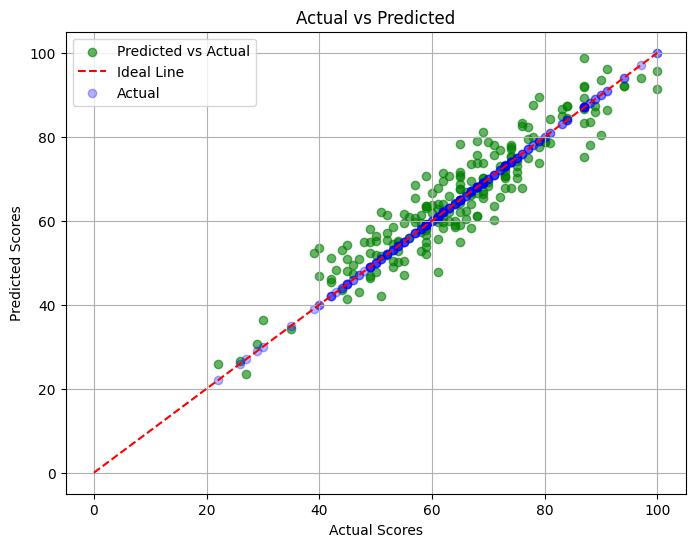 Actual vs Predicted
Predicted vs Actual
Ideal Line
Actual
100
80
60
40
20
0
Predicted Scores
0 20 40 60 80 100
Actual Scores